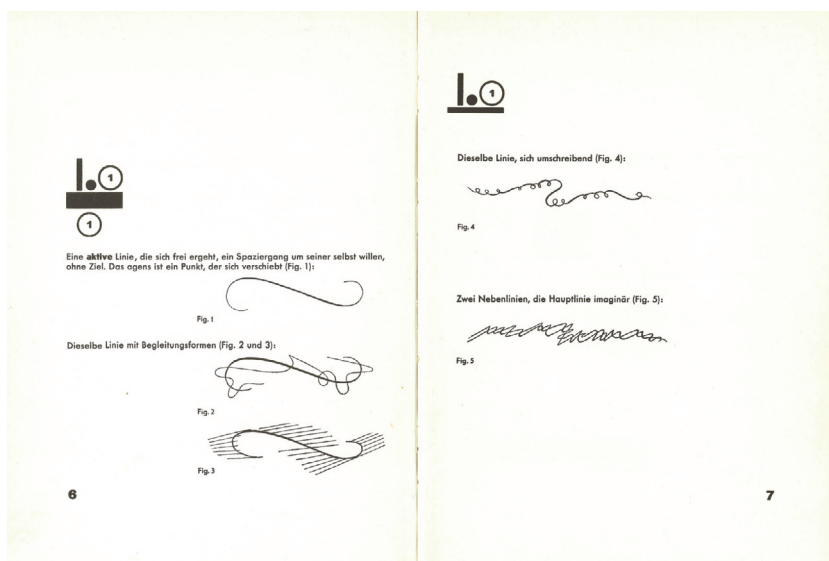 1
1
Eine aktive Linie, die sich frei ergeht, ein Spaziergang um seiner selbst willen,
ohne Ziel. Das agens ist ein Punkt, der sich verschiebt (Fig. 1):
Fig. 1
Dieselbe Linie mit Begleitungsformen (Fig. 2 und 3):
Fig. 2
Fig. 3
6
1
Dieselbe Linie, sich umschreibend (Fig. 4):
Fig. 4
Zwei Nebenlinien, die Hauptlinie imaginär (Fig. 5):
Fig. 5
7